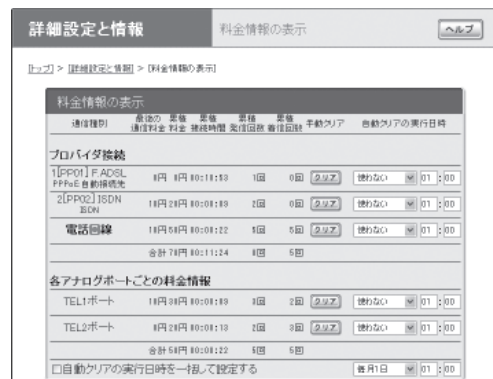 詳細設定と情報 料金情報の表示 ヘルプ
[トップ] > [詳細設定と情報] > [料金情報の表示]
料金情報の表示
通信種別 最後の通信料金 累積料金 累積接続時間 累積発信回数 累積着信回数 手動クリア 自動クリアの実行日時
プロバイダ接続
1[PP01] F.ADSL 0円 0円 00:10:53 1回 0回 クリア 使わない 01 : 00
PPPoE自動接続先
2[PP02] ISDN 10円 20円 00:00:09 2回 0回 クリア 使わない 01 : 00
ISDN
電話回線 10円 50円 00:00:22 5回 5回 クリア 使わない 01 : 00
合計 70円 00:11:24 8回 5回
各アナログポートごとの料金情報
TEL1ポート 10円 30円 00:00:09 3回 2回 クリア 使わない 01 : 00
TEL2ポート 0円 20円 00:00:13 2回 3回 クリア 使わない 01 : 00
合計 50円 00:00:22 5回 5回
自動クリアの実行日時を一括して設定する 毎月1日 01 : 00